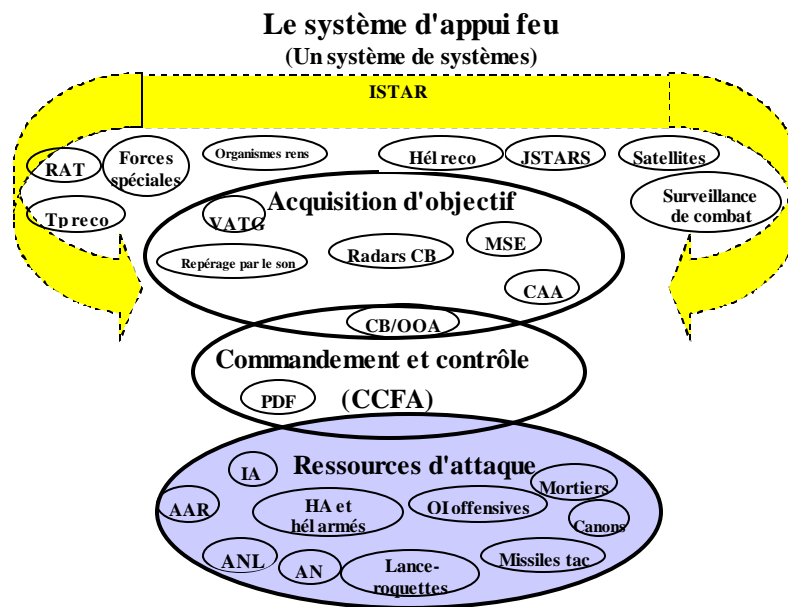 Le système d'appui feu
(Un système de systèmes)
ISTAR
RAT
Forces
spéciales
Organismes rens
Hél reco
JSTARS
Satellites
Tp reco
VATG
Acquisition d'objectif
Surveillance
de combat
Repérage par le son
Radars CB
MSE
CAA
CB/OOA
Commandement et contrôle
PDF
(CCFA)
Ressources d'attaque
IA
AAR
HA et
hél armés
OI offensives
Mortiers
Canons
ANL
AN
Lance-
roquettes
Missiles tac